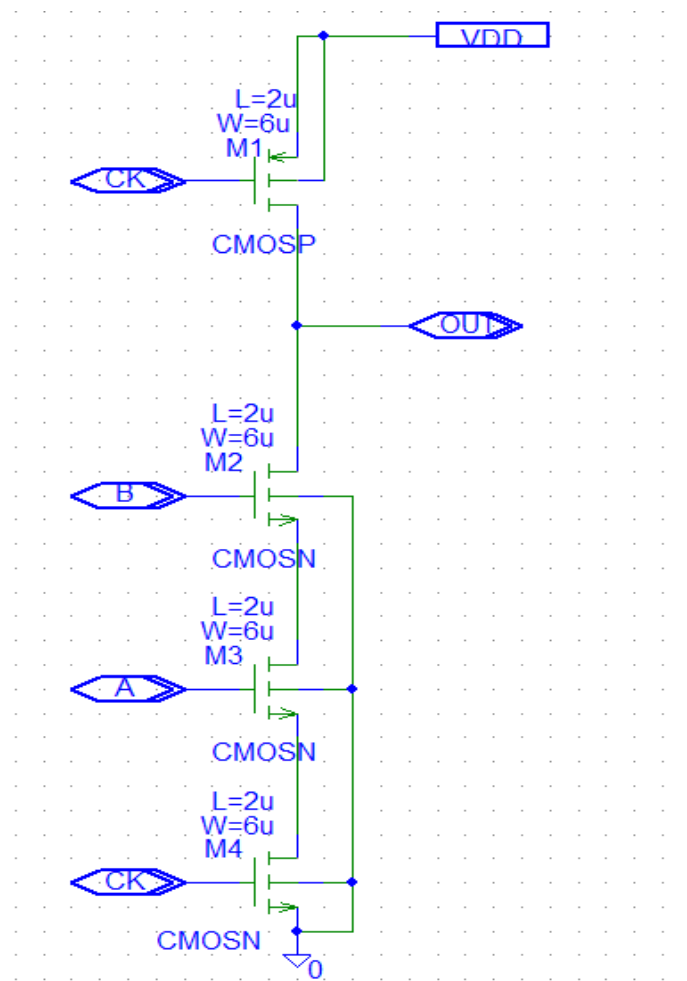 VDD
L=2u
W=6u
M1
CK
CMOSP
OUT
L=2u
W=6u
M2
B
CMOSN
L=2u
W=6u
M3
A
CMOSN
L=2u
W=6u
M4
CK
CMOSN
0